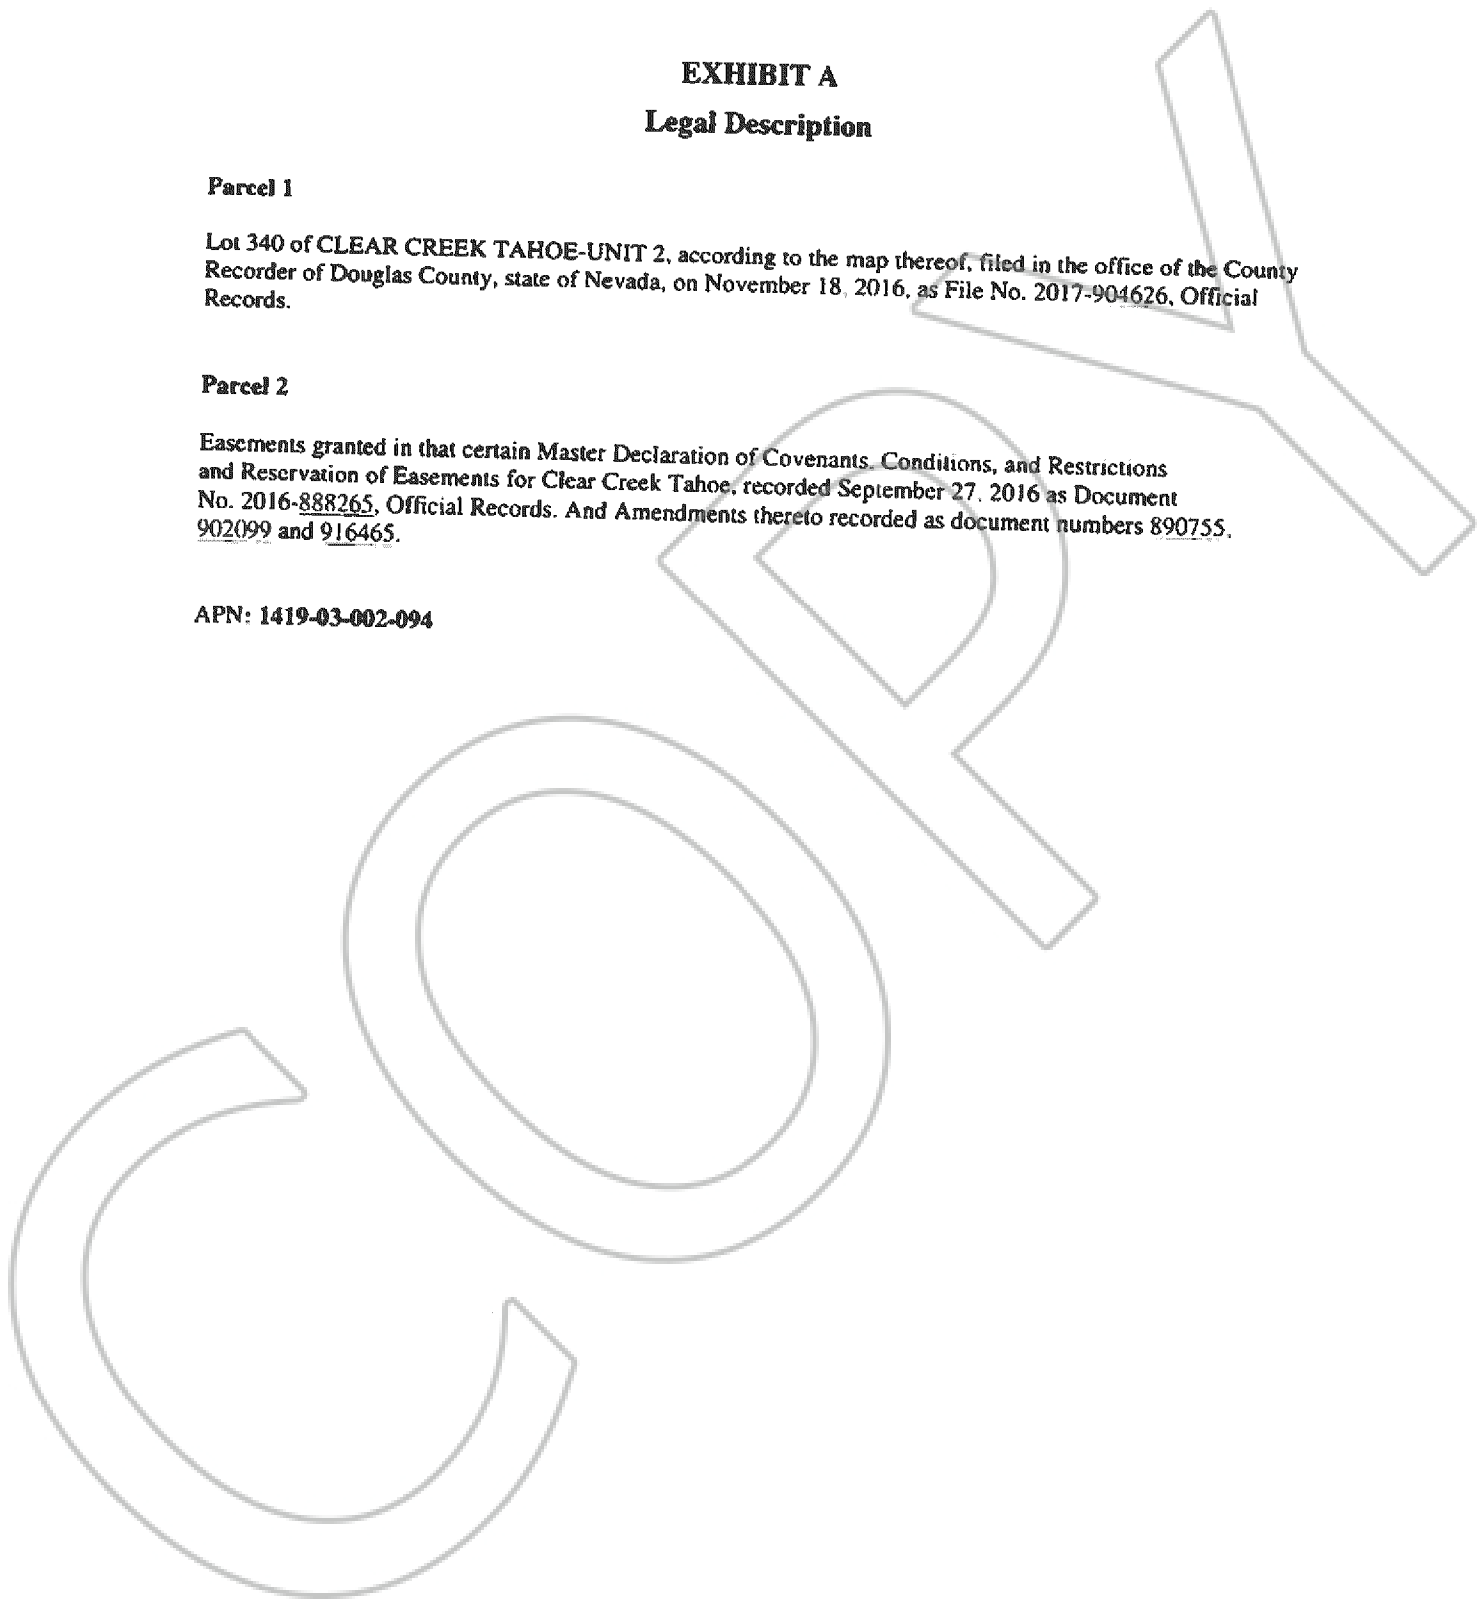 EXHIBIT A
Legal Description
Parcel 1
Lot 340 of CLEAR CREEK TAHOE-UNIT 2, according to the map thereof, filed in the office of the County
Recorder of Douglas County, state of Nevada, on November 18, 2016, as File No. 2017-904626, Official
Records.
Parcel 2
Easements granted in that certain Master Declaration of Covenants, Conditions, and Restrictions
and Reservation of Easements for Clear Creek Tahoe, recorded September 27, 2016 as Document
No. 2016-888265, Official Records. And Amendments thereto recorded as document numbers 890755,
902099 and 916465.
APN: 1419-03-002-094
COPY